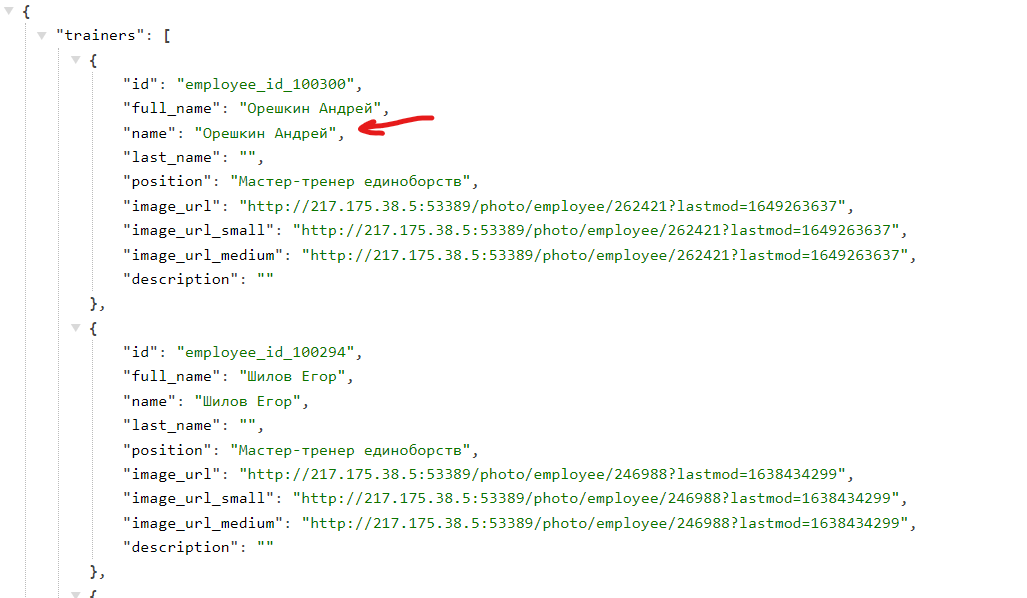 {
"trainers": [
{
"id": "employee_id_100300",
"full_name": "Орешкин Андрей",
"name": "Орешкин Андрей",
"last_name": "",
"position": "Мастер-тренер единоборств",
"image_url": "http://217.175.38.5:53389/photo/employee/262421?lastmod=1649263637",
"image_url_small": "http://217.175.38.5:53389/photo/employee/262421?lastmod=1649263637",
"image_url_medium": "http://217.175.38.5:53389/photo/employee/262421?lastmod=1649263637",
"description": ""
},
{
"id": "employee_id_100294",
"full_name": "Шилов Егор",
"name": "Шилов Егор",
"last_name": "",
"position": "Мастер-тренер единоборств",
"image_url": "http://217.175.38.5:53389/photo/employee/246988?lastmod=1638434299",
"image_url_small": "http://217.175.38.5:53389/photo/employee/246988?lastmod=1638434299",
"image_url_medium": "http://217.175.38.5:53389/photo/employee/246988?lastmod=1638434299",
"description": ""
},
{